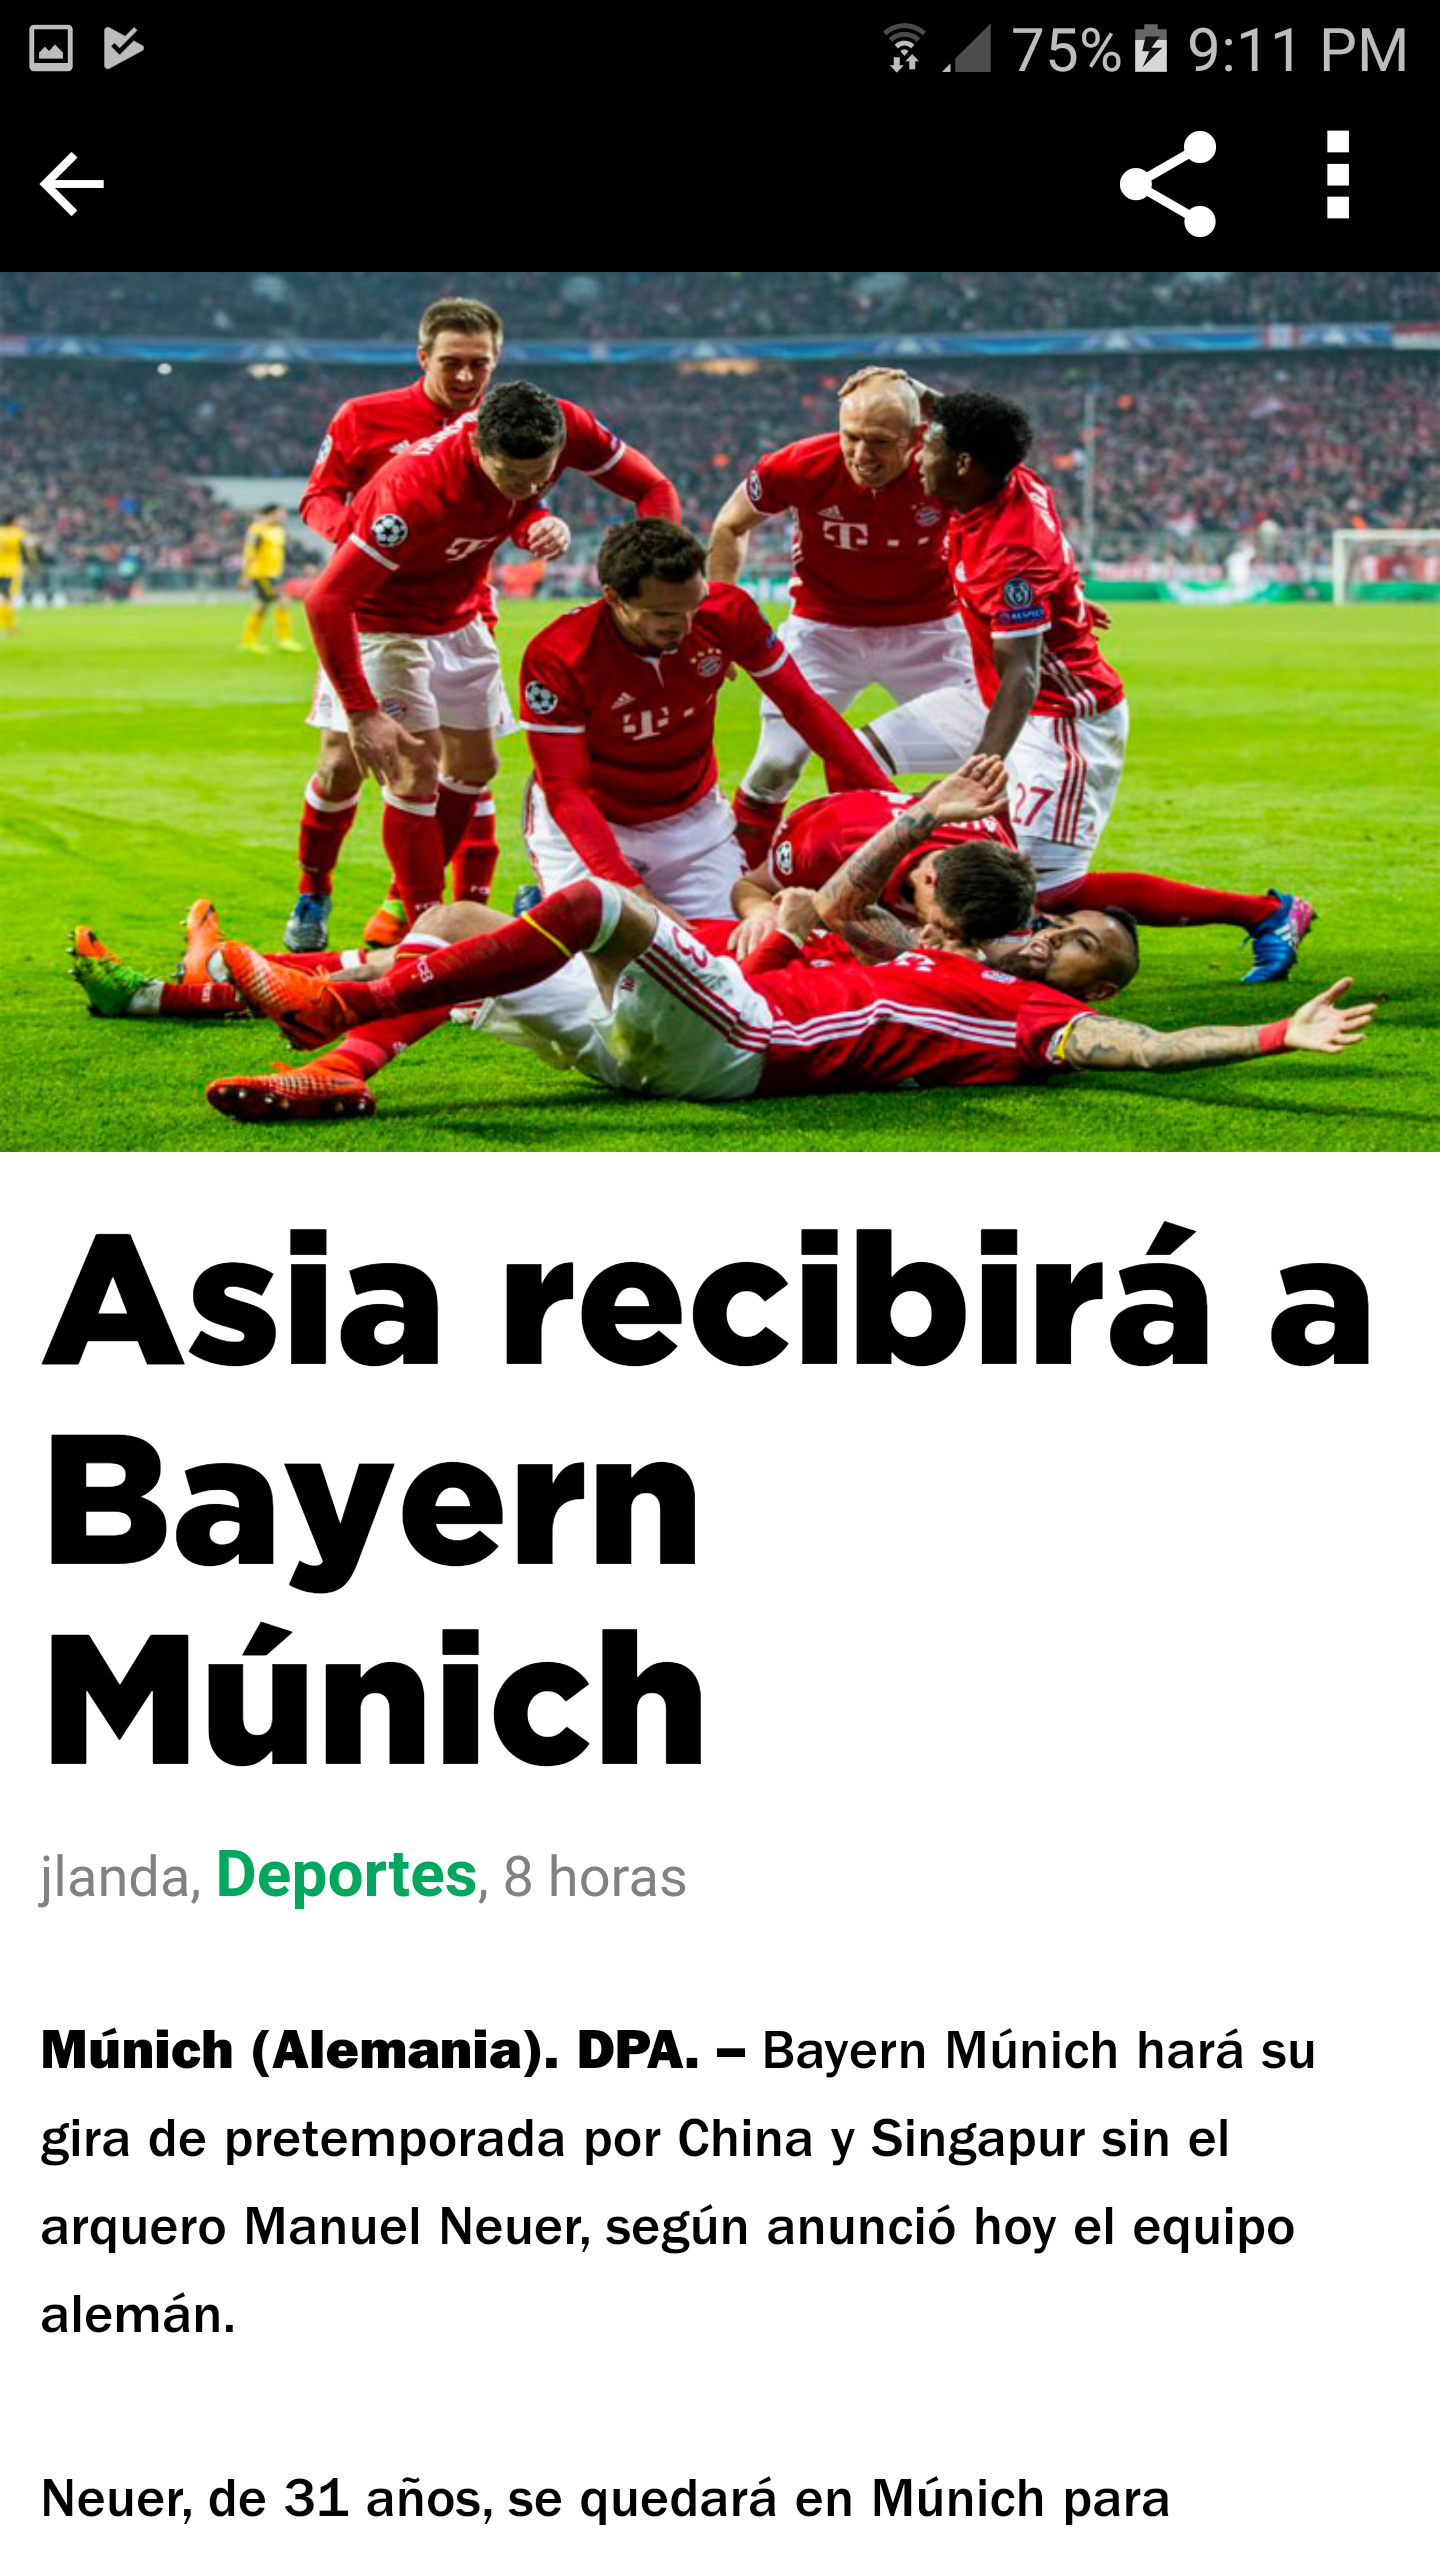 75% 9:11 PM
27
Asia recibirá a
Bayern
Múnich
jlanda, Deportes, 8 horas
Múnich (Alemania). DPA. – Bayern Múnich hará su
gira de pretemporada por China y Singapur sin el
arquero Manuel Neuer, según anunció hoy el equipo
alemán.
Neuer, de 31 años, se quedará en Múnich para